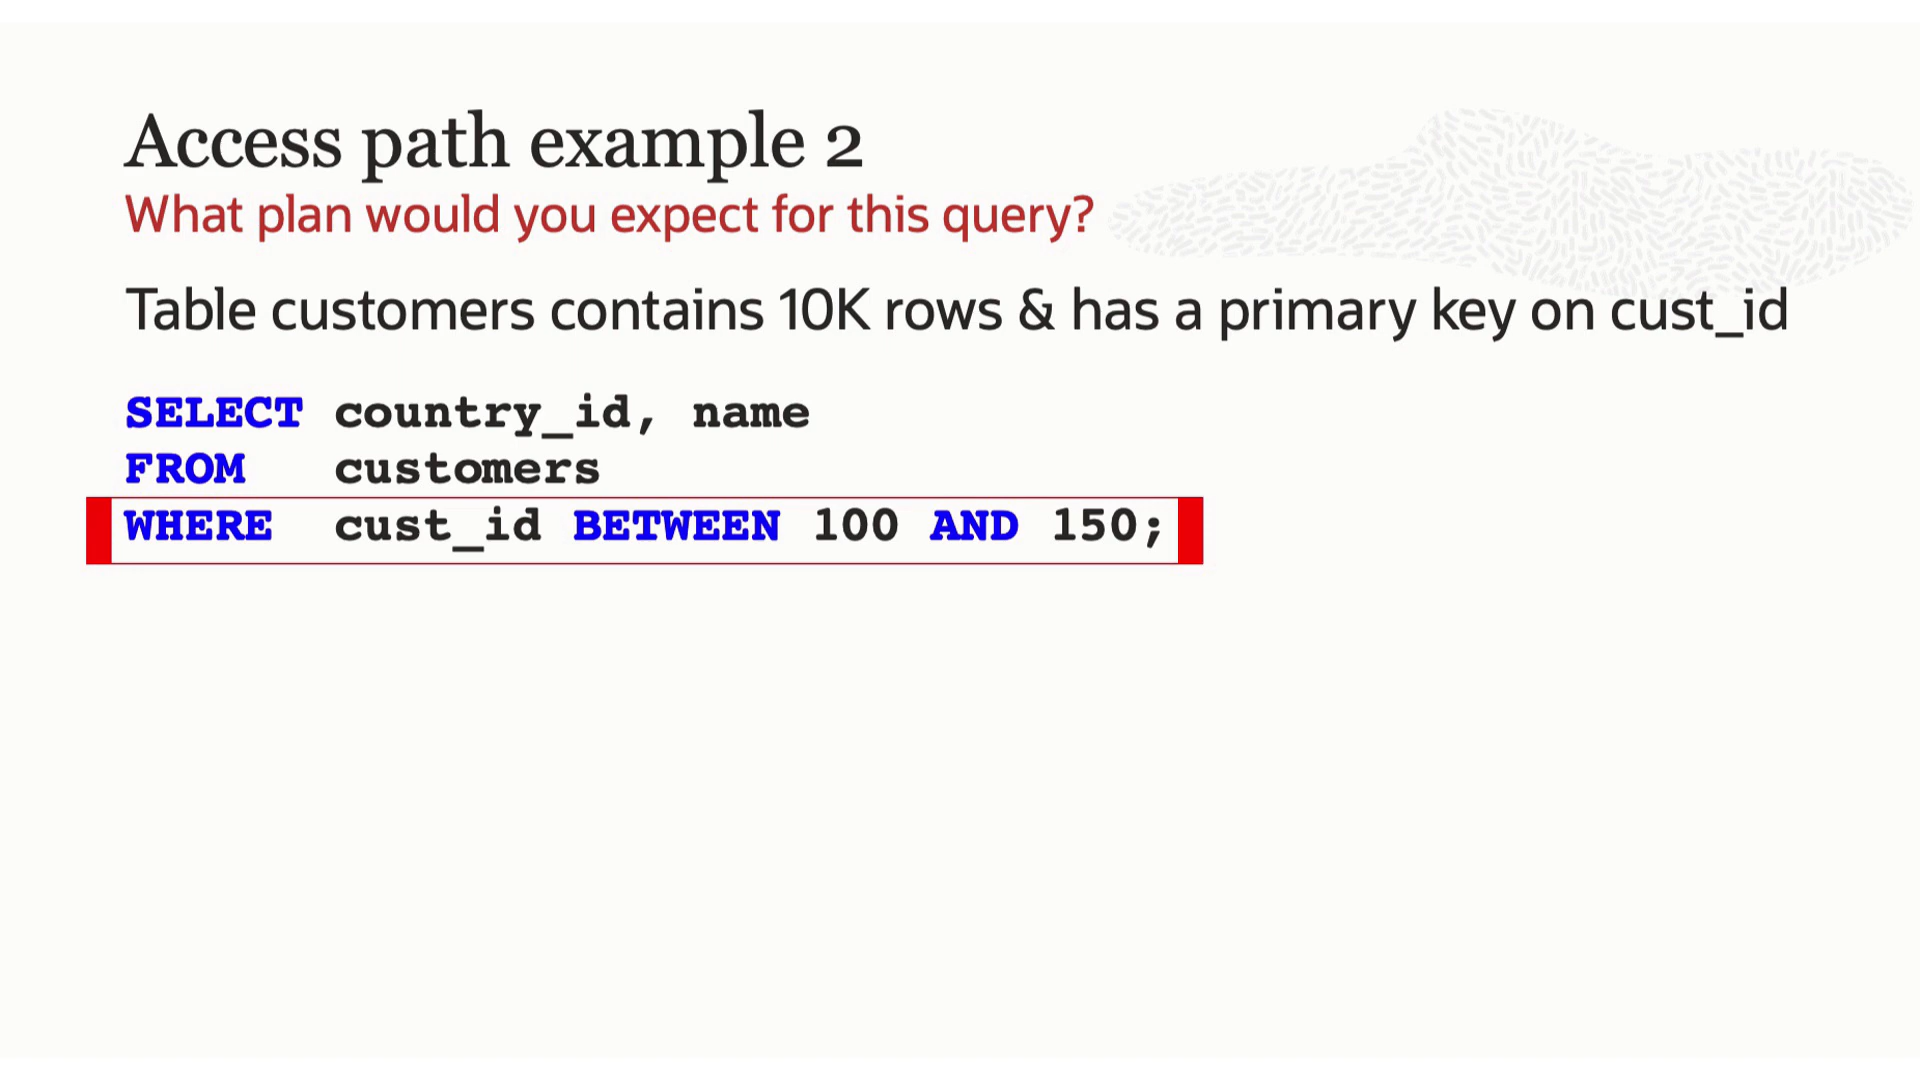 Access path example 2
What plan would you expect for this query?
Table customers contains 10K rows & has a primary key on cust_id
SELECT country_id, name
FROM customers
WHERE cust_id BETWEEN 100 AND 150;